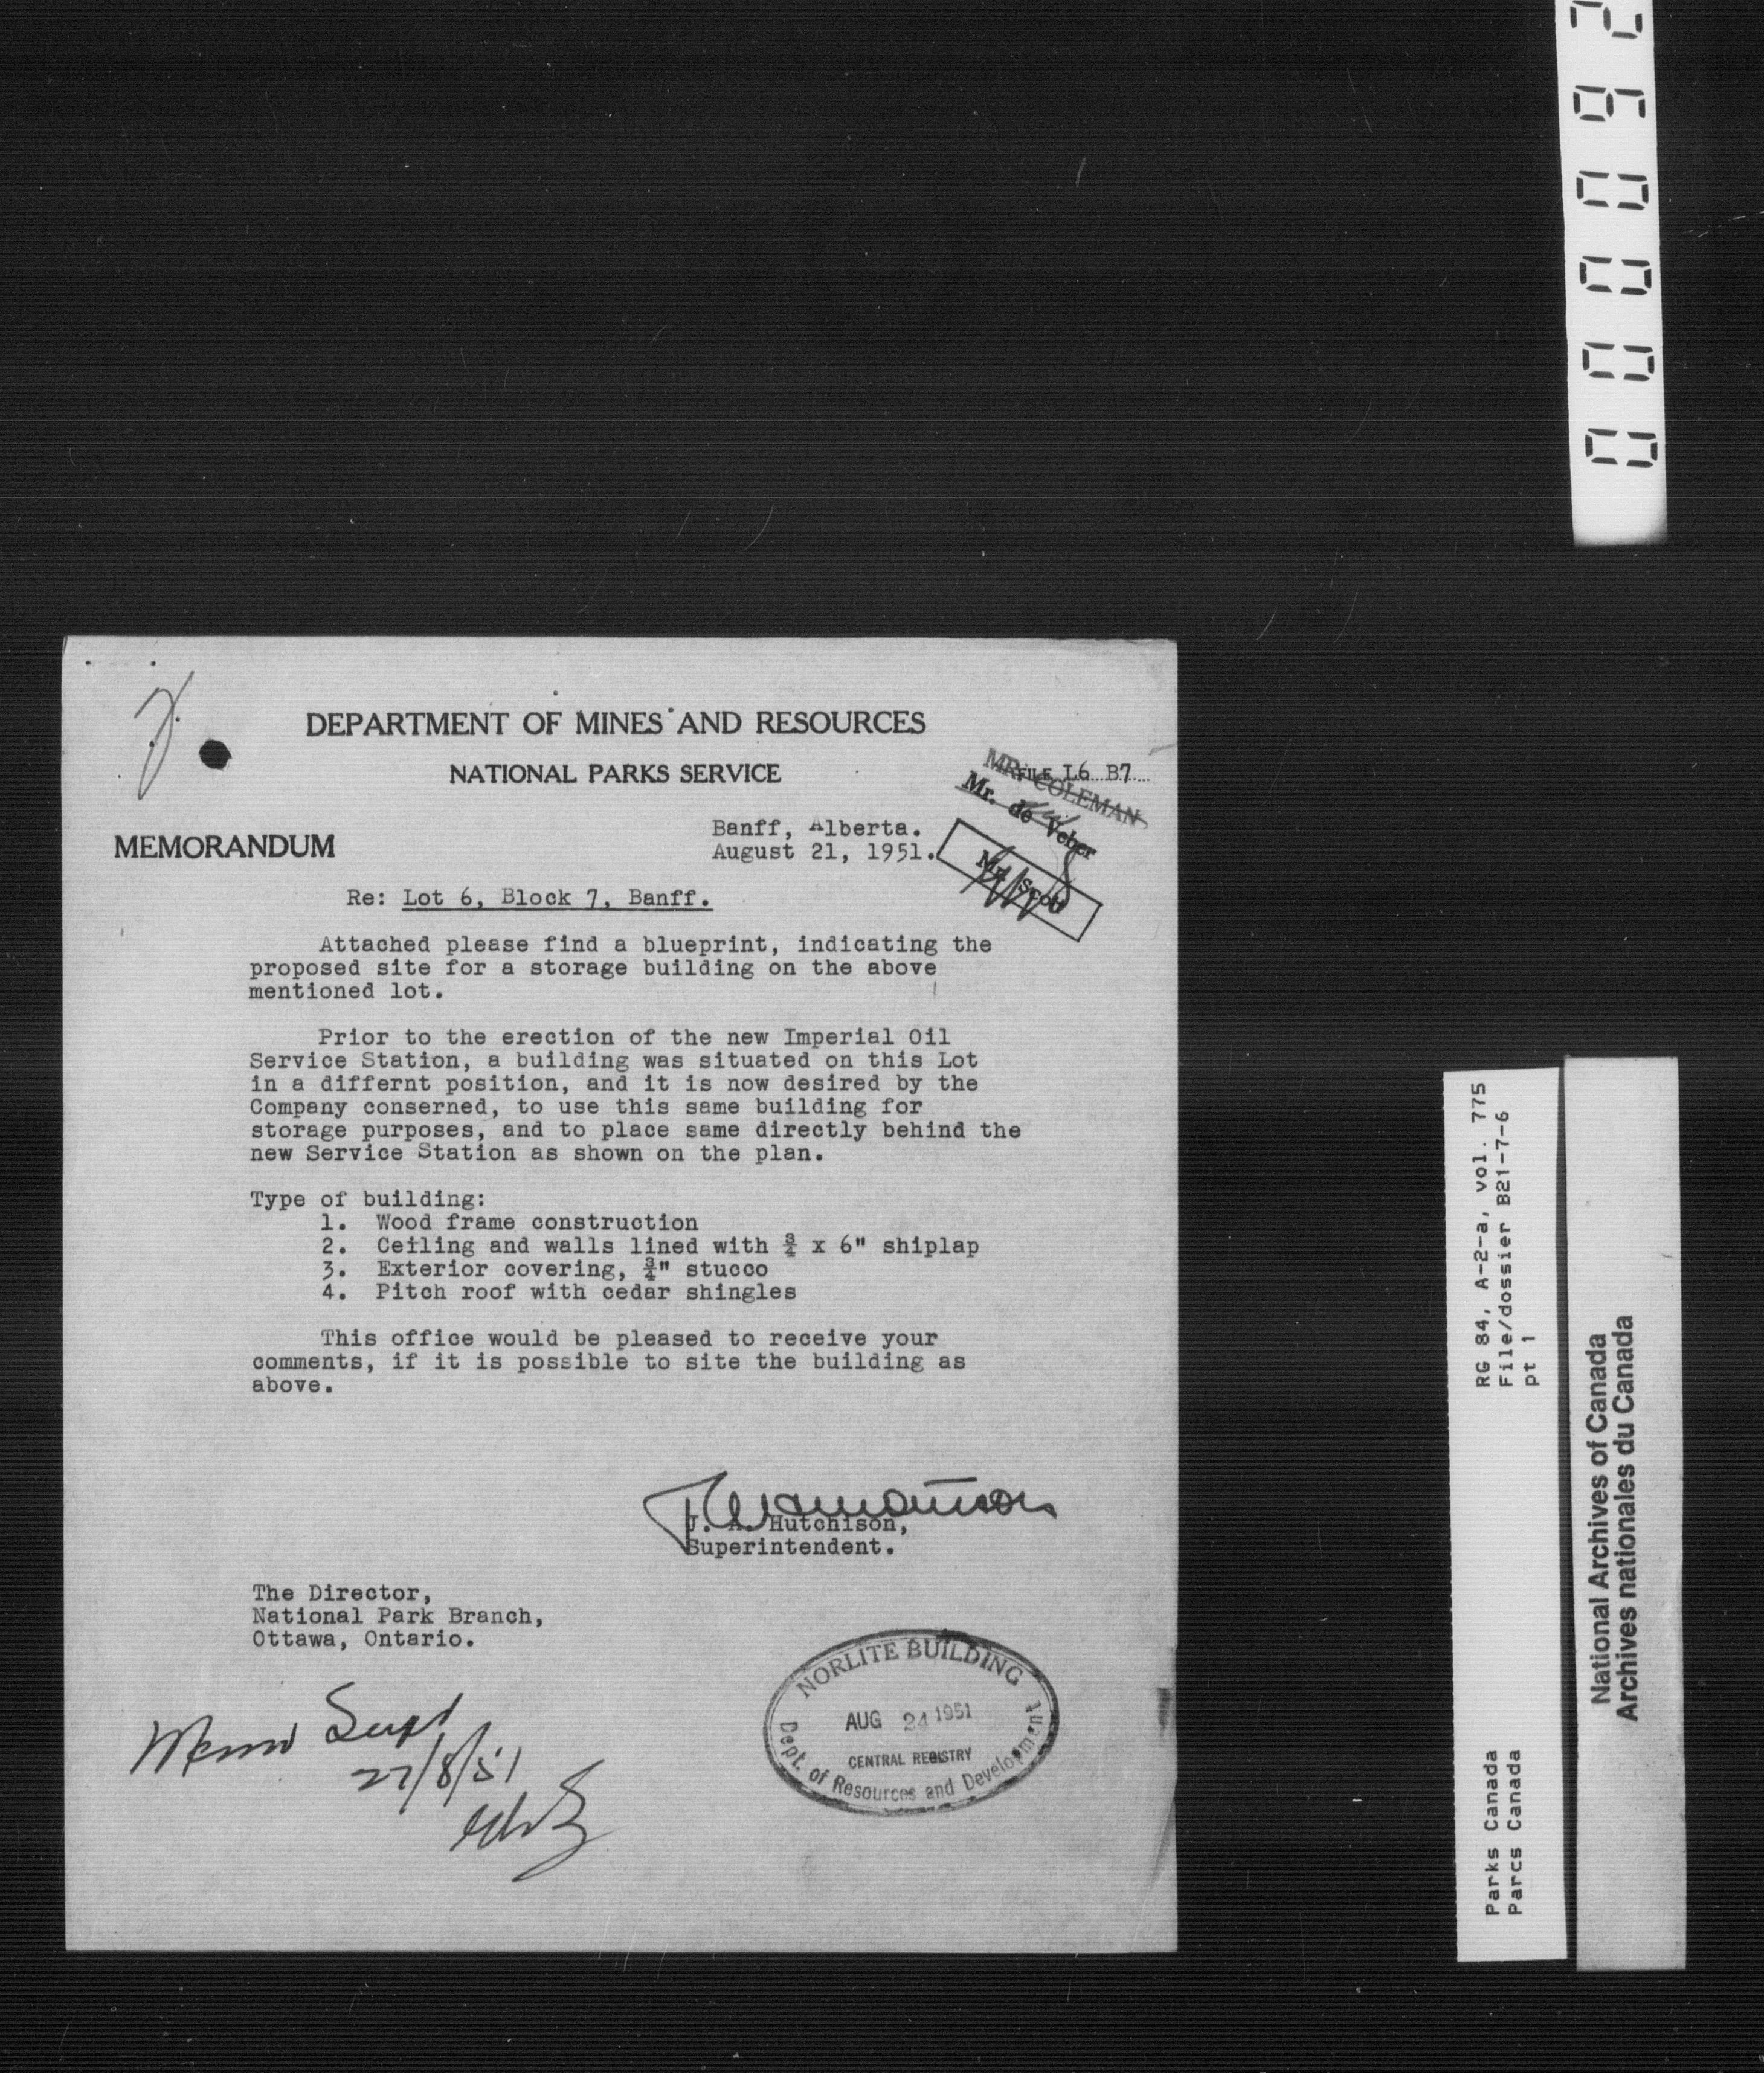 DEPARTMENT OF MINES AND RESOURCES
NATIONAL PARKS SERVICE
FILE L6 B7
MR. COLEMAN
Mr. de Veber
Mr. Scott
MEMORANDUM
Banff, Alberta.
August 21, 1951.
Re: Lot 6, Block 7, Banff.
Attached please find a blueprint, indicating the
proposed site for a storage building on the above
mentioned lot.
Prior to the erection of the new Imperial Oil
Service Station, a building was situated on this Lot
in a differnt position, and it is now desired by the
Company conserned, to use this same building for
storage purposes, and to place same directly behind the
new Service Station as shown on the plan.
Type of building:
1. Wood frame construction
2. Ceiling and walls lined with ¾ x 6" shiplap
3. Exterior covering, ¾" stucco
4. Pitch roof with cedar shingles
This office would be pleased to receive your
comments, if it is possible to site the building as
above.
J. A. Hutchison,
Superintendent.
The Director,
National Park Branch,
Ottawa, Ontario.
Memo Supt
27/8/51
NORLITE BUILDING
AUG 24 1951
CENTRAL REGISTRY
Dept. of Resources and Development
RG 84, A-2-a, vol. 775
File/dossier B21-7-6
pt 1
Parks Canada
Parcs Canada
National Archives of Canada
Archives nationales du Canada